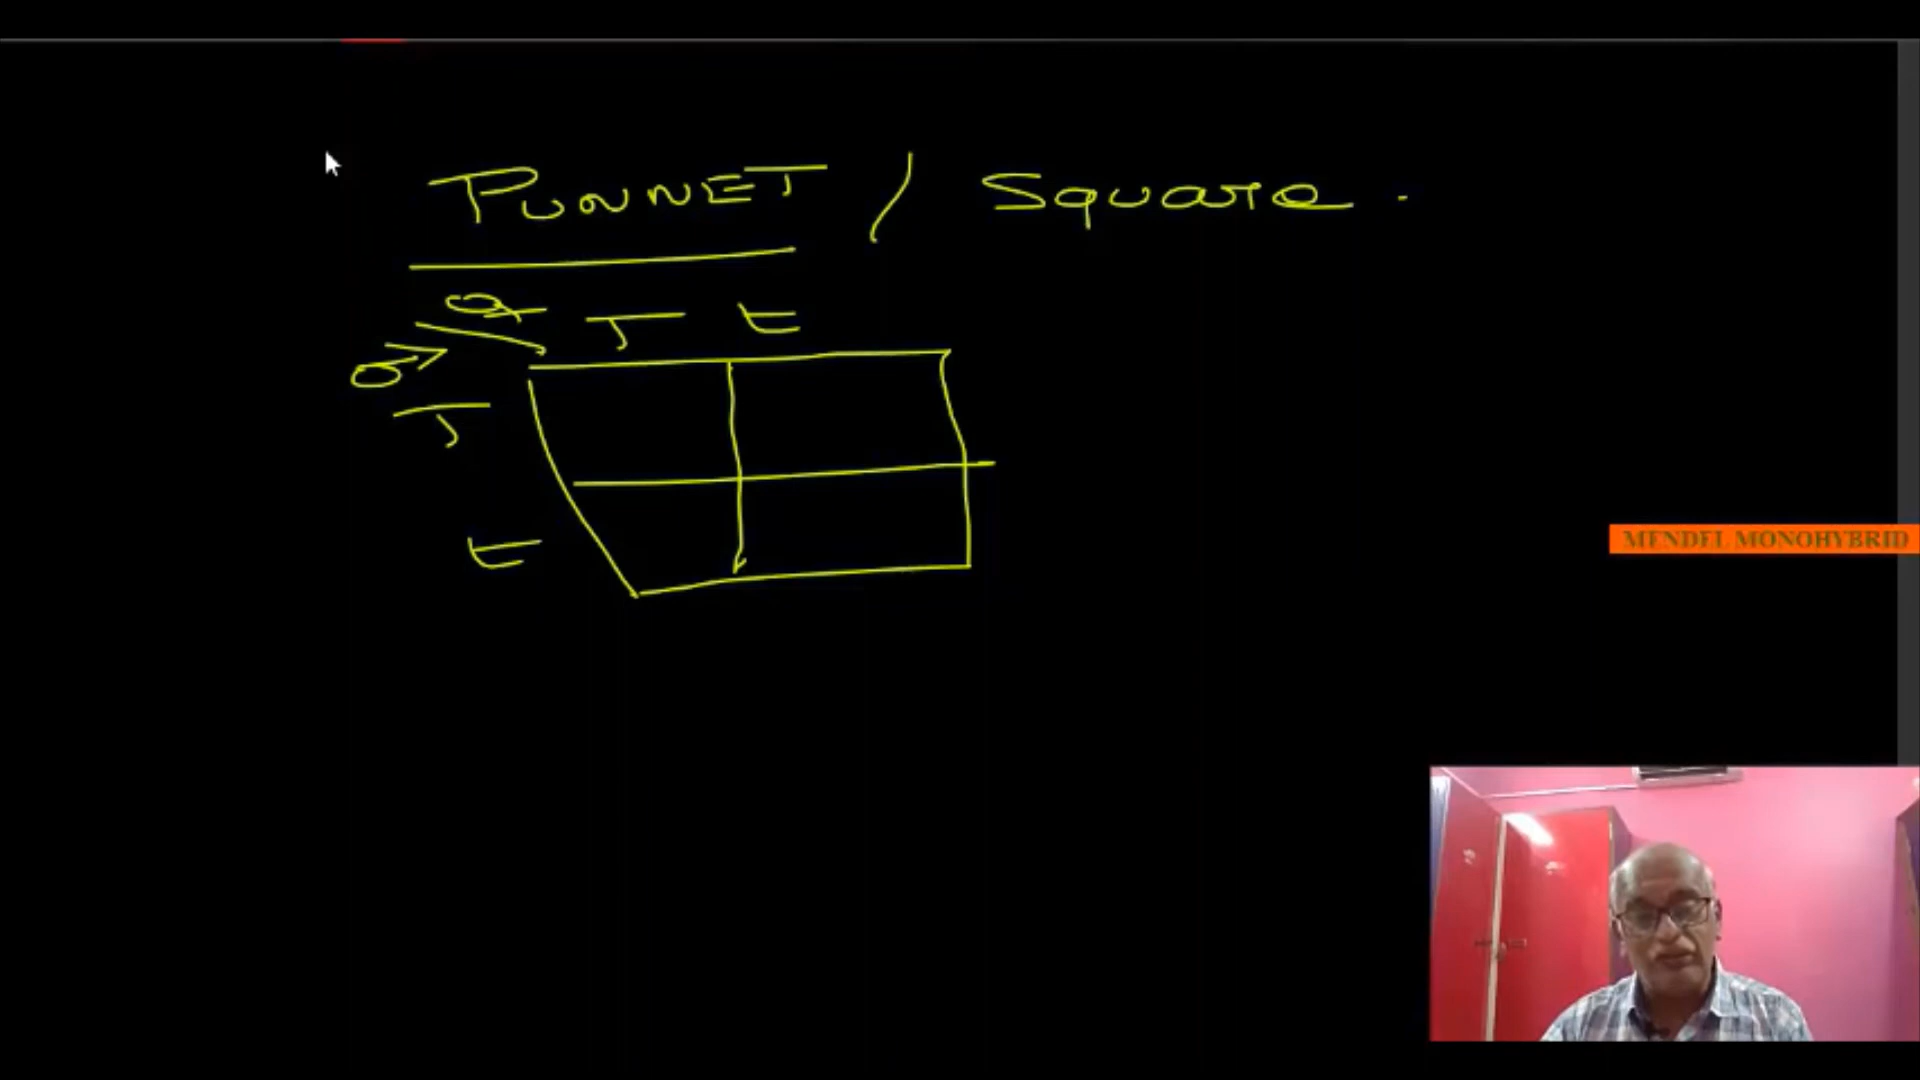 PUNNET / Square.
♀ T t
♂
T
t
MENDEL MONOHYBRID